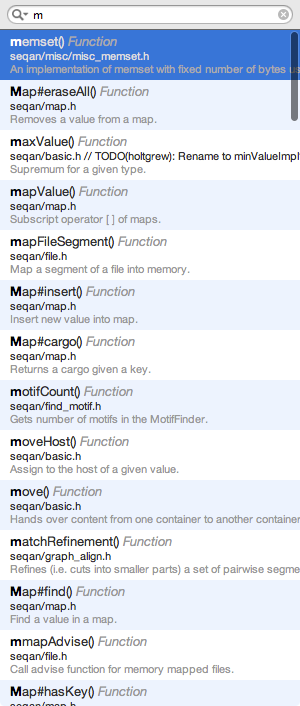 m
memset() Function
seqan/misc/misc_memset.h
An implementation of memset with fixed number of bytes us
Map#eraseAll() Function
seqan/map.h
Removes a value from a map.
maxValue() Function
seqan/basic.h // TODO(holtgrew): Rename to minValueImpl
Supremum for a given type.
mapValue() Function
seqan/map.h
Subscript operator [ ] of maps.
mapFileSegment() Function
seqan/file.h
Map a segment of a file into memory.
Map#insert() Function
seqan/map.h
Insert new value into map.
Map#cargo() Function
seqan/map.h
Returns a cargo given a key.
motifCount() Function
seqan/find_motif.h
Gets number of motifs in the MotifFinder.
moveHost() Function
seqan/basic.h
Assign to the host of a given value.
move() Function
seqan/basic.h
Hands over content from one container to another container
matchRefinement() Function
seqan/graph_align.h
Refines (i.e. cuts into smaller parts) a set of pairwise segme
Map#find() Function
seqan/map.h
Find a value in a map.
mmapAdvise() Function
seqan/file.h
Call advise function for memory mapped files.
Map#hasKey() Function
seqan/map.h